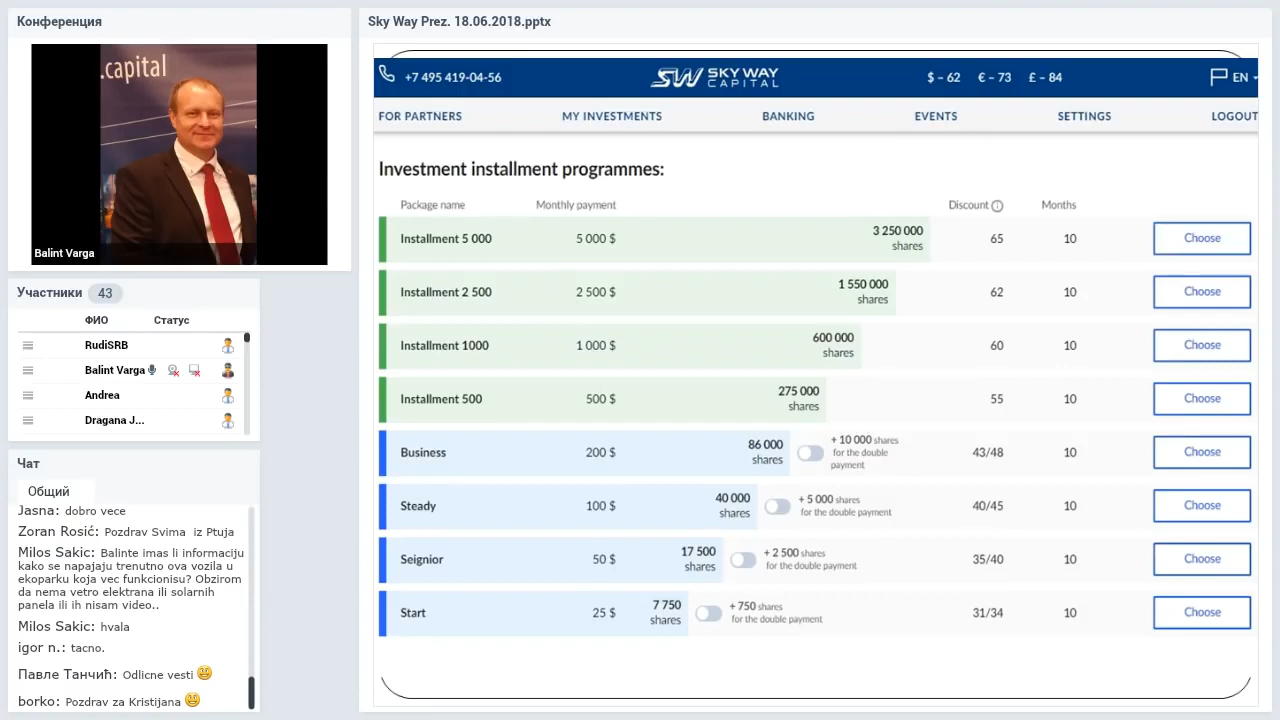 Конференция
.capital
Balint Varga
Участники 43
ФИО Статус
RudiSRB
Balint Varga
Andrea
Dragana J...
Чат
Общий
Jasna: dobro vece
Zoran Rosić: Pozdrav Svima iz Ptuja
Milos Sakic: Balinte imas li informaciju
kako se napajaju trenutno ova vozila u
ekoparku koja vec funkcionisu? Obzirom
da nema vetro elektrana ili solarnih
panela ili ih nisam video..
Milos Sakic: hvala
igor n.: tacno.
Павле Танчић: Odlicne vesti
borko: Pozdrav za Kristijana
Sky Way Prez. 18.06.2018.pptx
+7 495 419-04-56
SW SKY WAY
CAPITAL
$ – 62 € – 73 £ – 84
EN
FOR PARTNERS MY INVESTMENTS BANKING EVENTS SETTINGS LOGOUT
Investment installment programmes:
Package name Monthly payment Discount Months
Installment 5 000 5 000 $ 3 250 000 shares 65 10 Choose
Installment 2 500 2 500 $ 1 550 000 shares 62 10 Choose
Installment 1000 1 000 $ 600 000 shares 60 10 Choose
Installment 500 500 $ 275 000 shares 55 10 Choose
Business 200 $ 86 000 shares + 10 000 shares for the double payment 43/48 10 Choose
Steady 100 $ 40 000 shares + 5 000 shares for the double payment 40/45 10 Choose
Seignior 50 $ 17 500 shares + 2 500 shares for the double payment 35/40 10 Choose
Start 25 $ 7 750 shares + 750 shares for the double payment 31/34 10 Choose